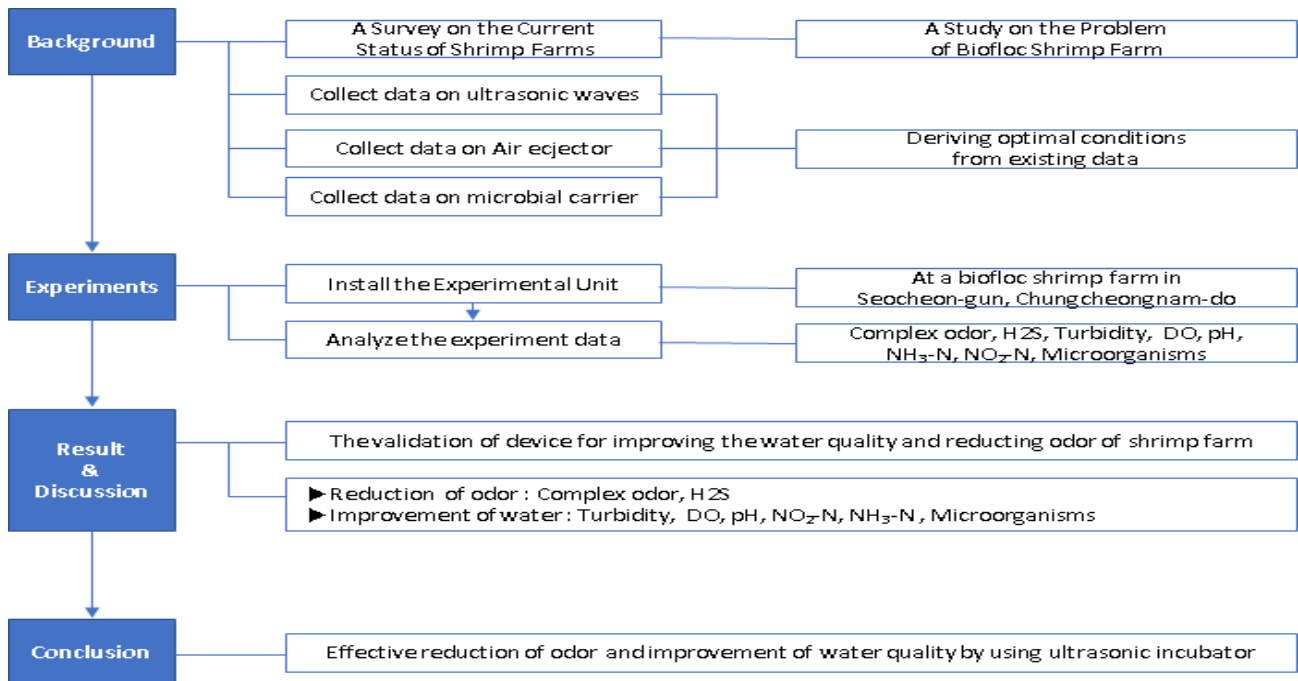 Background
A Survey on the Current
Status of Shrimp Farms
A Study on the Problem
of Biofloc Shrimp Farm
Collect data on ultrasonic waves
Collect data on Air ecjector
Deriving optimal conditions
from existing data
Collect data on microbial carrier
Experiments
Install the Experimental Unit
At a biofloc shrimp farm in
Seocheon-gun, Chungcheongnam-do
Analyze the experiment data
Complex odor, H2S, Turbidity, DO, pH,
NH₃-N, NO₂-N, Microorganisms
Result
&
Discussion
The validation of device for improving the water quality and reducting odor of shrimp farm
►Reduction of odor : Complex odor, H2S
►Improvement of water : Turbidity, DO, pH, NO₂-N, NH₃-N , Microorganisms
Conclusion
Effective reduction of odor and improvement of water quality by using ultrasonic incubator